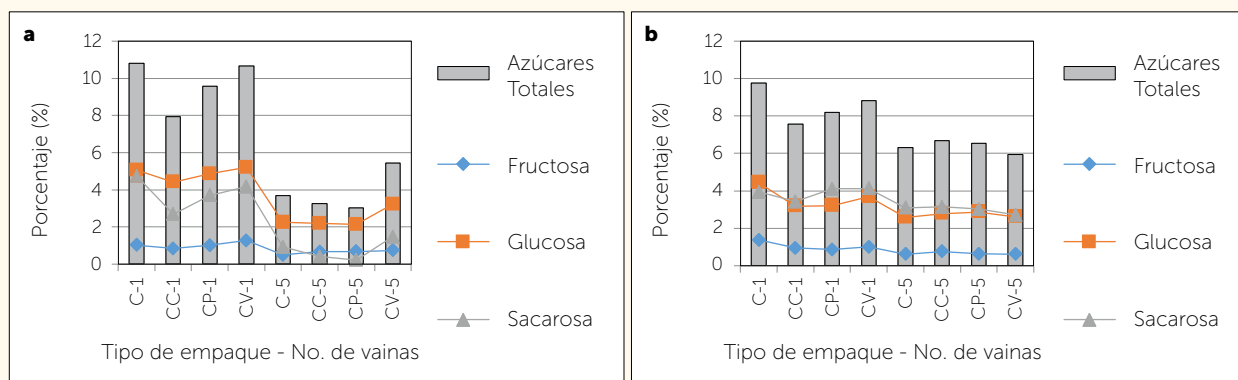 a
12
10
8
6
4
2
0
Porcentaje (%)
C-1
CC-1
CP-1
CV-1
C-5
CC-5
CP-5
CV-5
Tipo de empaque - No. de vainas
Azúcares
Totales
Fructosa
Glucosa
Sacarosa
b
12
10
8
6
4
2
0
Porcentaje (%)
C-1
CC-1
CP-1
CV-1
C-5
CC-5
CP-5
CV-5
Tipo de empaque - No. de vainas
Azúcares
Totales
Fructosa
Glucosa
Sacarosa